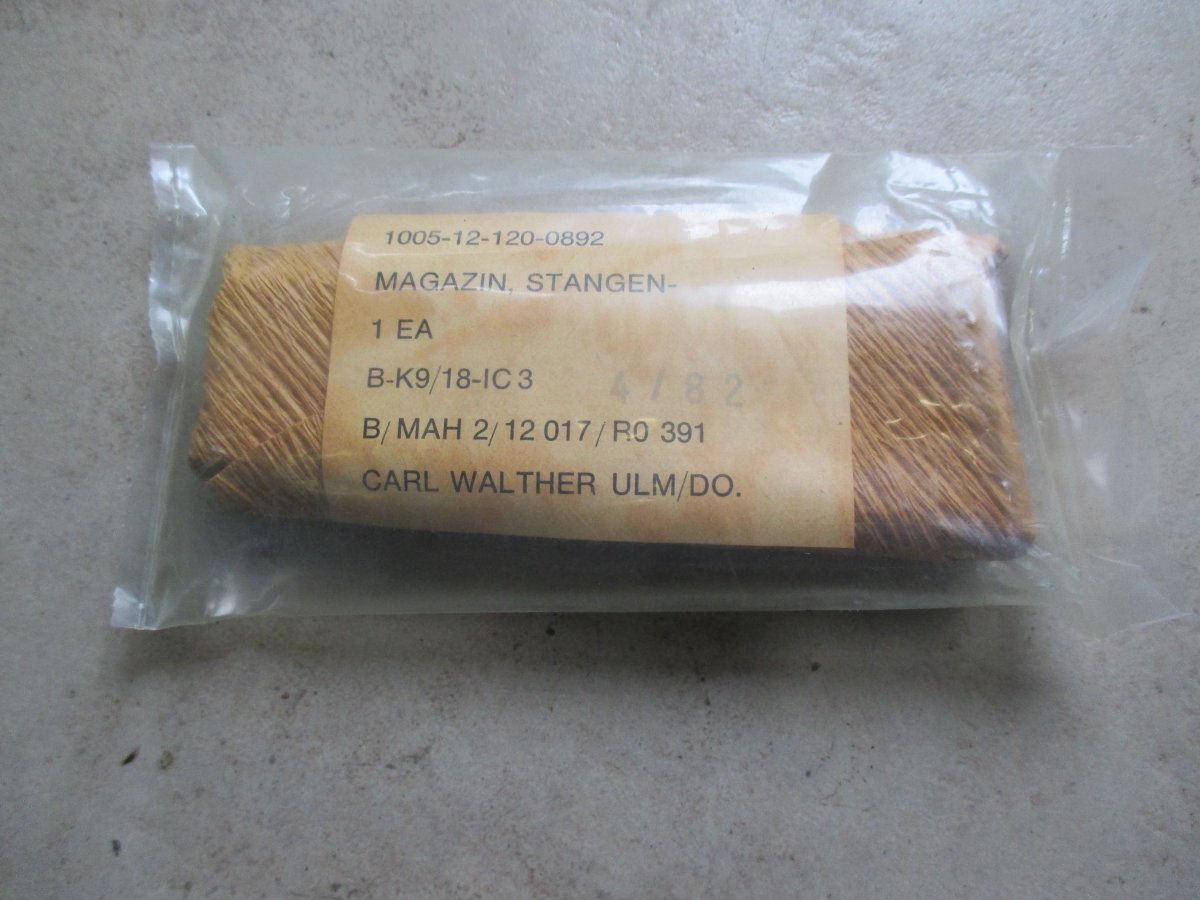 1005-12-120-0892
MAGAZIN, STANGEN-
1 EA
B-K9/18-IC 3 4/82
B/MAH 2/12 017/R0 391
CARL WALTHER ULM/DO.